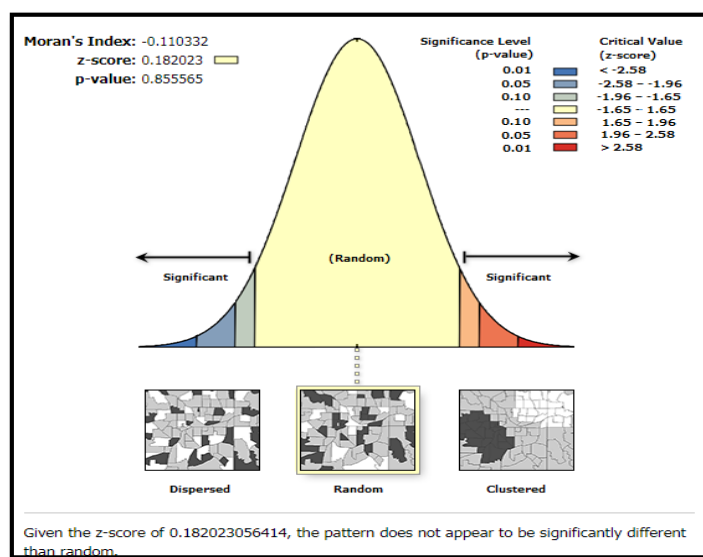 Moran's Index: -0.110332
z-score: 0.182023
p-value: 0.855565
Significance Level
(p-value)
Critical Value
(z-score)
0.01 < -2.58
0.05 -2.58 – -1.96
0.10 -1.96 – -1.65
--- -1.65 – 1.65
0.10 1.65 – 1.96
0.05 1.96 – 2.58
0.01 > 2.58
(Random)
Significant
Significant
Dispersed
Random
Clustered
Given the z-score of 0.182023056414, the pattern does not appear to be significantly different
than random.